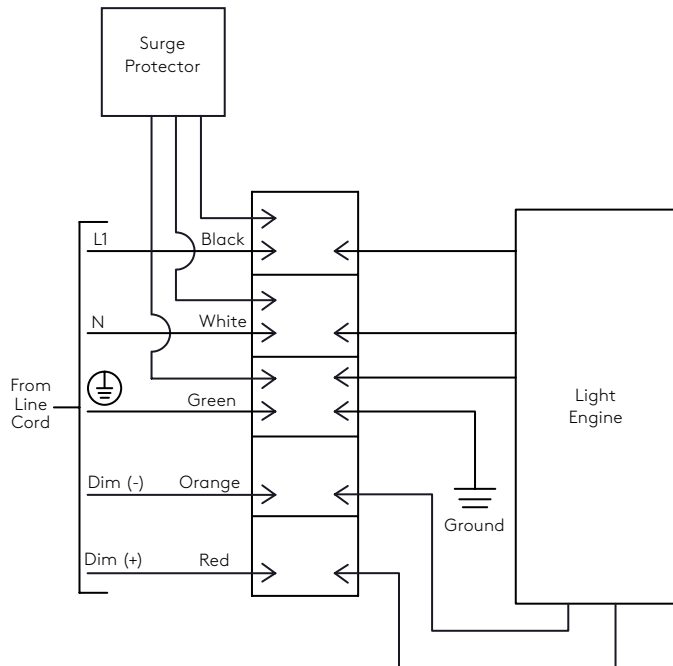 Surge
Protector
L1
Black
N
White
Green
From
Line
Cord
Light
Engine
Dim (-)
Orange
Ground
Dim (+)
Red